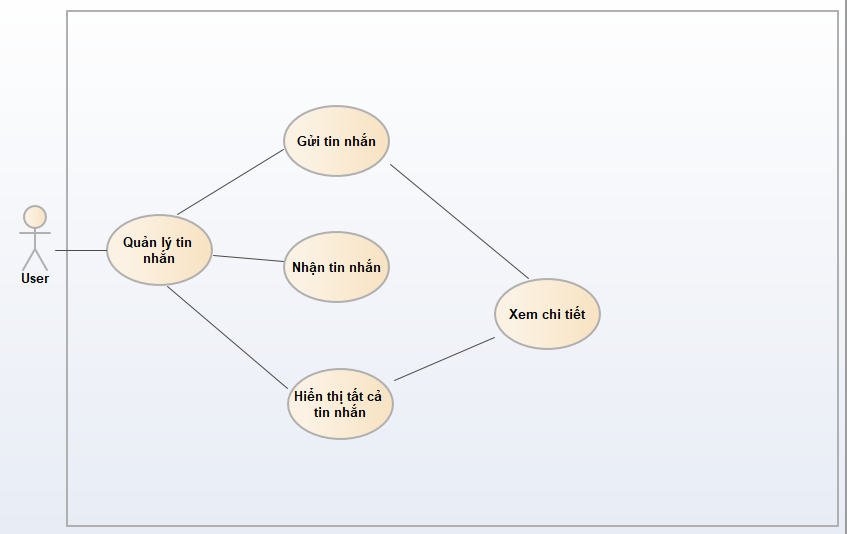 Gửi tin nhắn
Quản lý tin
nhắn
Nhận tin nhắn
User
Xem chi tiết
Hiển thị tất cả
tin nhắn